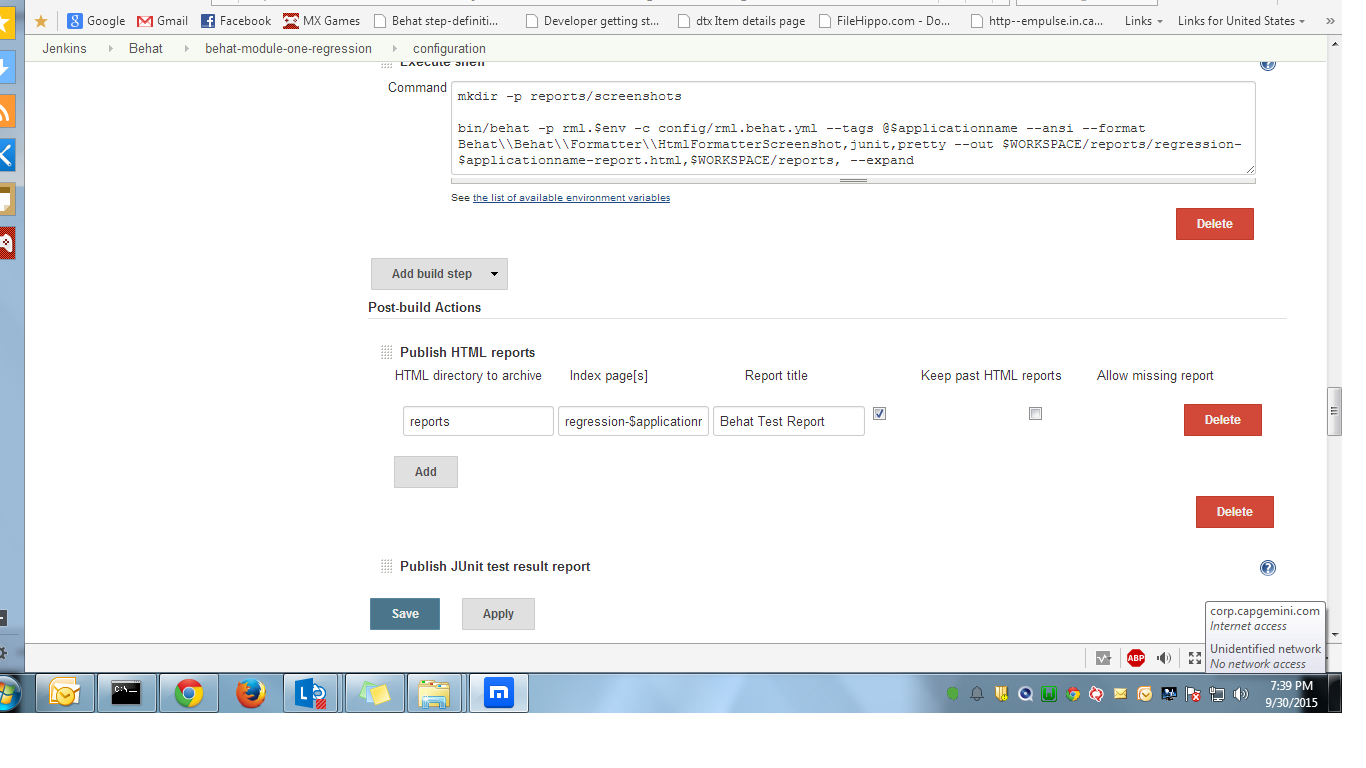 Google Gmail Facebook MX Games Behat step-definiti... Developer getting st... dtx Item details page FileHippo.com - Do... http--empulse.in.ca... Links Links for United States »
Jenkins Behat behat-module-one-regression configuration
Execute shell
Command
mkdir -p reports/screenshots
bin/behat -p rml.$env -c config/rml.behat.yml --tags @$applicationname --ansi --format
Behat\\Behat\\Formatter\\HtmlFormatterScreenshot,junit,pretty --out $WORKSPACE/reports/regression-
$applicationname-report.html,$WORKSPACE/reports, --expand
See the list of available environment variables
Delete
Add build step
Post-build Actions
Publish HTML reports
HTML directory to archive Index page[s] Report title Keep past HTML reports Allow missing report
reports regression-$applicationr Behat Test Report Delete
Add
Delete
Publish JUnit test result report
Save Apply
corp.capgemini.com
Internet access
Unidentified network
No network access
ABP
C:\
7:39 PM
9/30/2015